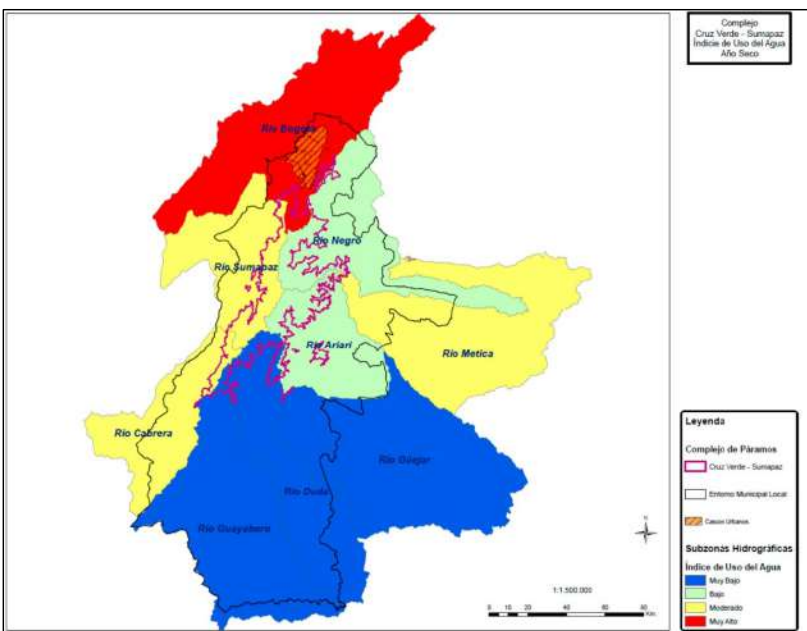 Complejo
Cruz Verde - Sumapaz
Índicie de Uso del Agua
Año Seco
Río Bogotá
Río Negro
Río Sumapaz
Río Ariari
Río Metica
Río Cabrera
Río Güejar
Río Duda
Río Guayabero
N
1:1.500.000
0 10 20 40 60 80
Km.
Leyenda
Complejo de Páramos
Cruz Verde - Sumapaz
Entorno Municipal Local
Cascos Urbanos
Subzonas Hidrográficas
Índice de Uso del Agua
Muy Bajo
Bajo
Moderado
Muy Alto